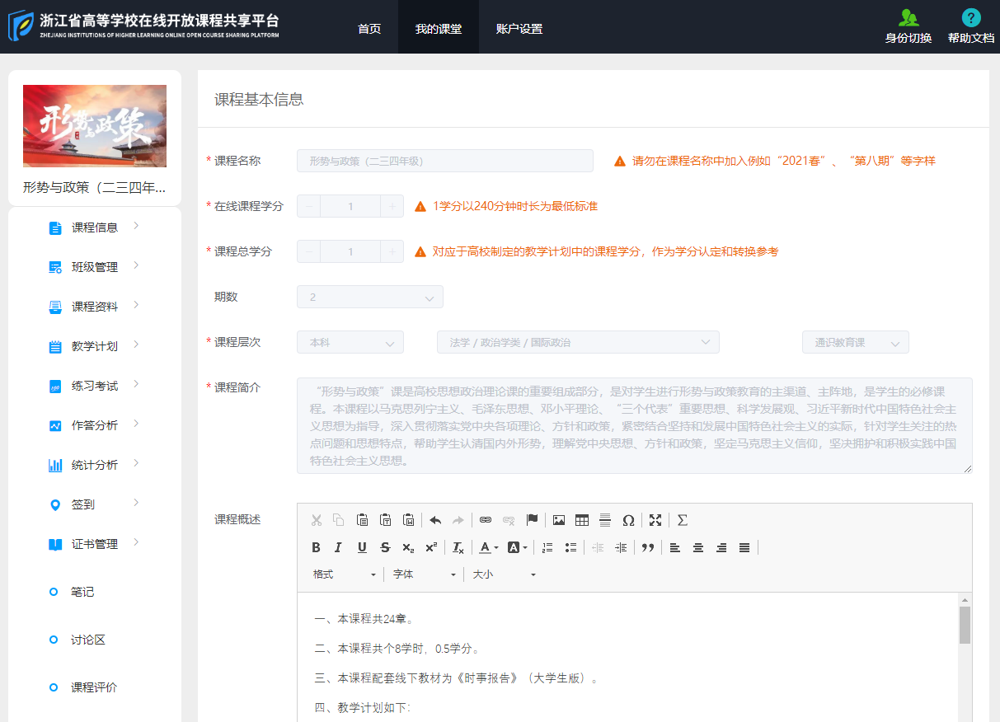 浙江省高等学校在线开放课程共享平台
ZHEJIANG INSTITUTIONS OF HIGHER LEARNING ONLINE OPEN COURSE SHARING PLATFORM
首页
我的课堂
账户设置
身份切换
帮助文档
形势与政策
形势与政策（二三四年...
课程信息
班级管理
课程资料
教学计划
练习考试
作答分析
统计分析
签到
证书管理
笔记
讨论区
课程评价
课程基本信息
* 课程名称 形势与政策（二三四年级） 请勿在课程名称中加入例如“2021春”、“第八期”等字样
* 在线课程学分 − 1 + 1学分以240分钟时长为最低标准
* 课程总学分 − 1 + 对应于高校制定的教学计划中的课程学分，作为学分认定和转换参考
期数 2
* 课程层次 本科 法学 / 政治学类 / 国际政治 通识教育课
* 课程简介
“形势与政策”课是高校思想政治理论课的重要组成部分，是对学生进行形势与政策教育的主渠道、主阵地，是学生的必修课
程。本课程以马克思列宁主义、毛泽东思想、邓小平理论、“三个代表”重要思想、科学发展观、习近平新时代中国特色社会主
义思想为指导，深入贯彻落实党中央各项理论、方针和政策，紧密结合坚持和发展中国特色社会主义的实际，针对学生关注的热
点问题和思想特点，帮助学生认清国内外形势，理解党中央思想、方针和政策，坚定马克思主义信仰，坚决拥护和积极实践中国
特色社会主义思想。
课程概述
B I U S x₂ x² Tx A A
格式 字体 大小
一、本课程共24章。
二、本课程共个8学时，0.5学分。
三、本课程配套线下教材为《时事报告》（大学生版）。
四、教学计划如下：